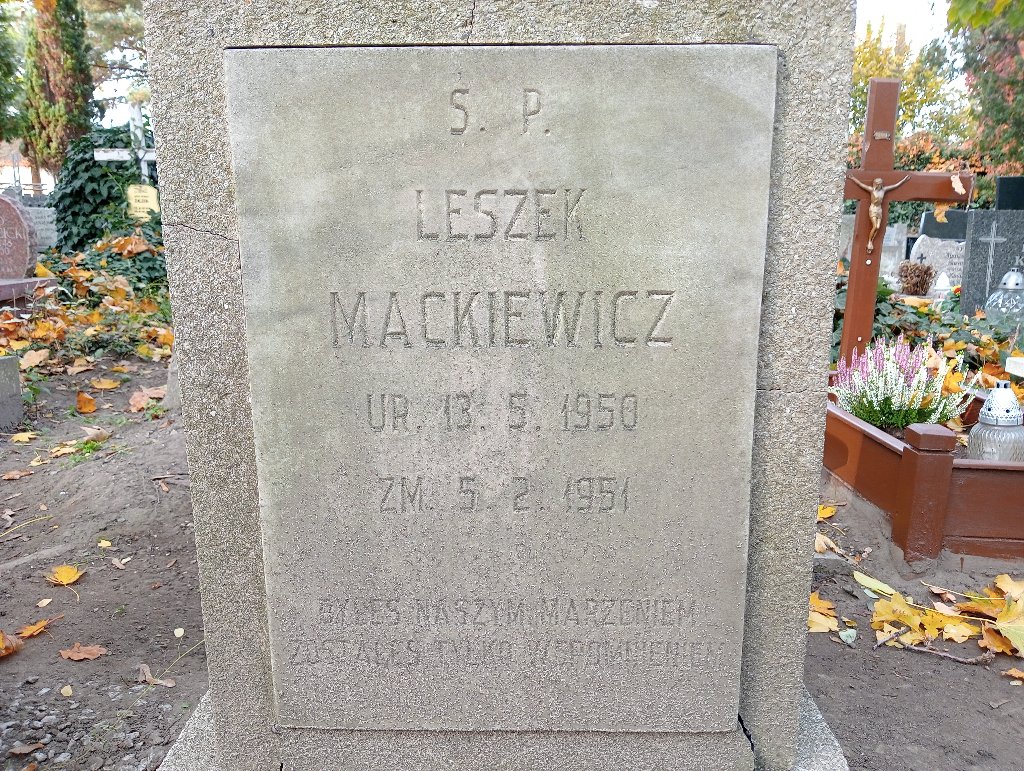 Ś. P.
LESZEK
MACKIEWICZ
UR. 13. 5. 1950
ZM. 5. 2. 1951
BYŁEŚ NASZYM MARZENIEM
ZOSTAŁEŚ TYLKO WSPOMNIENIEM